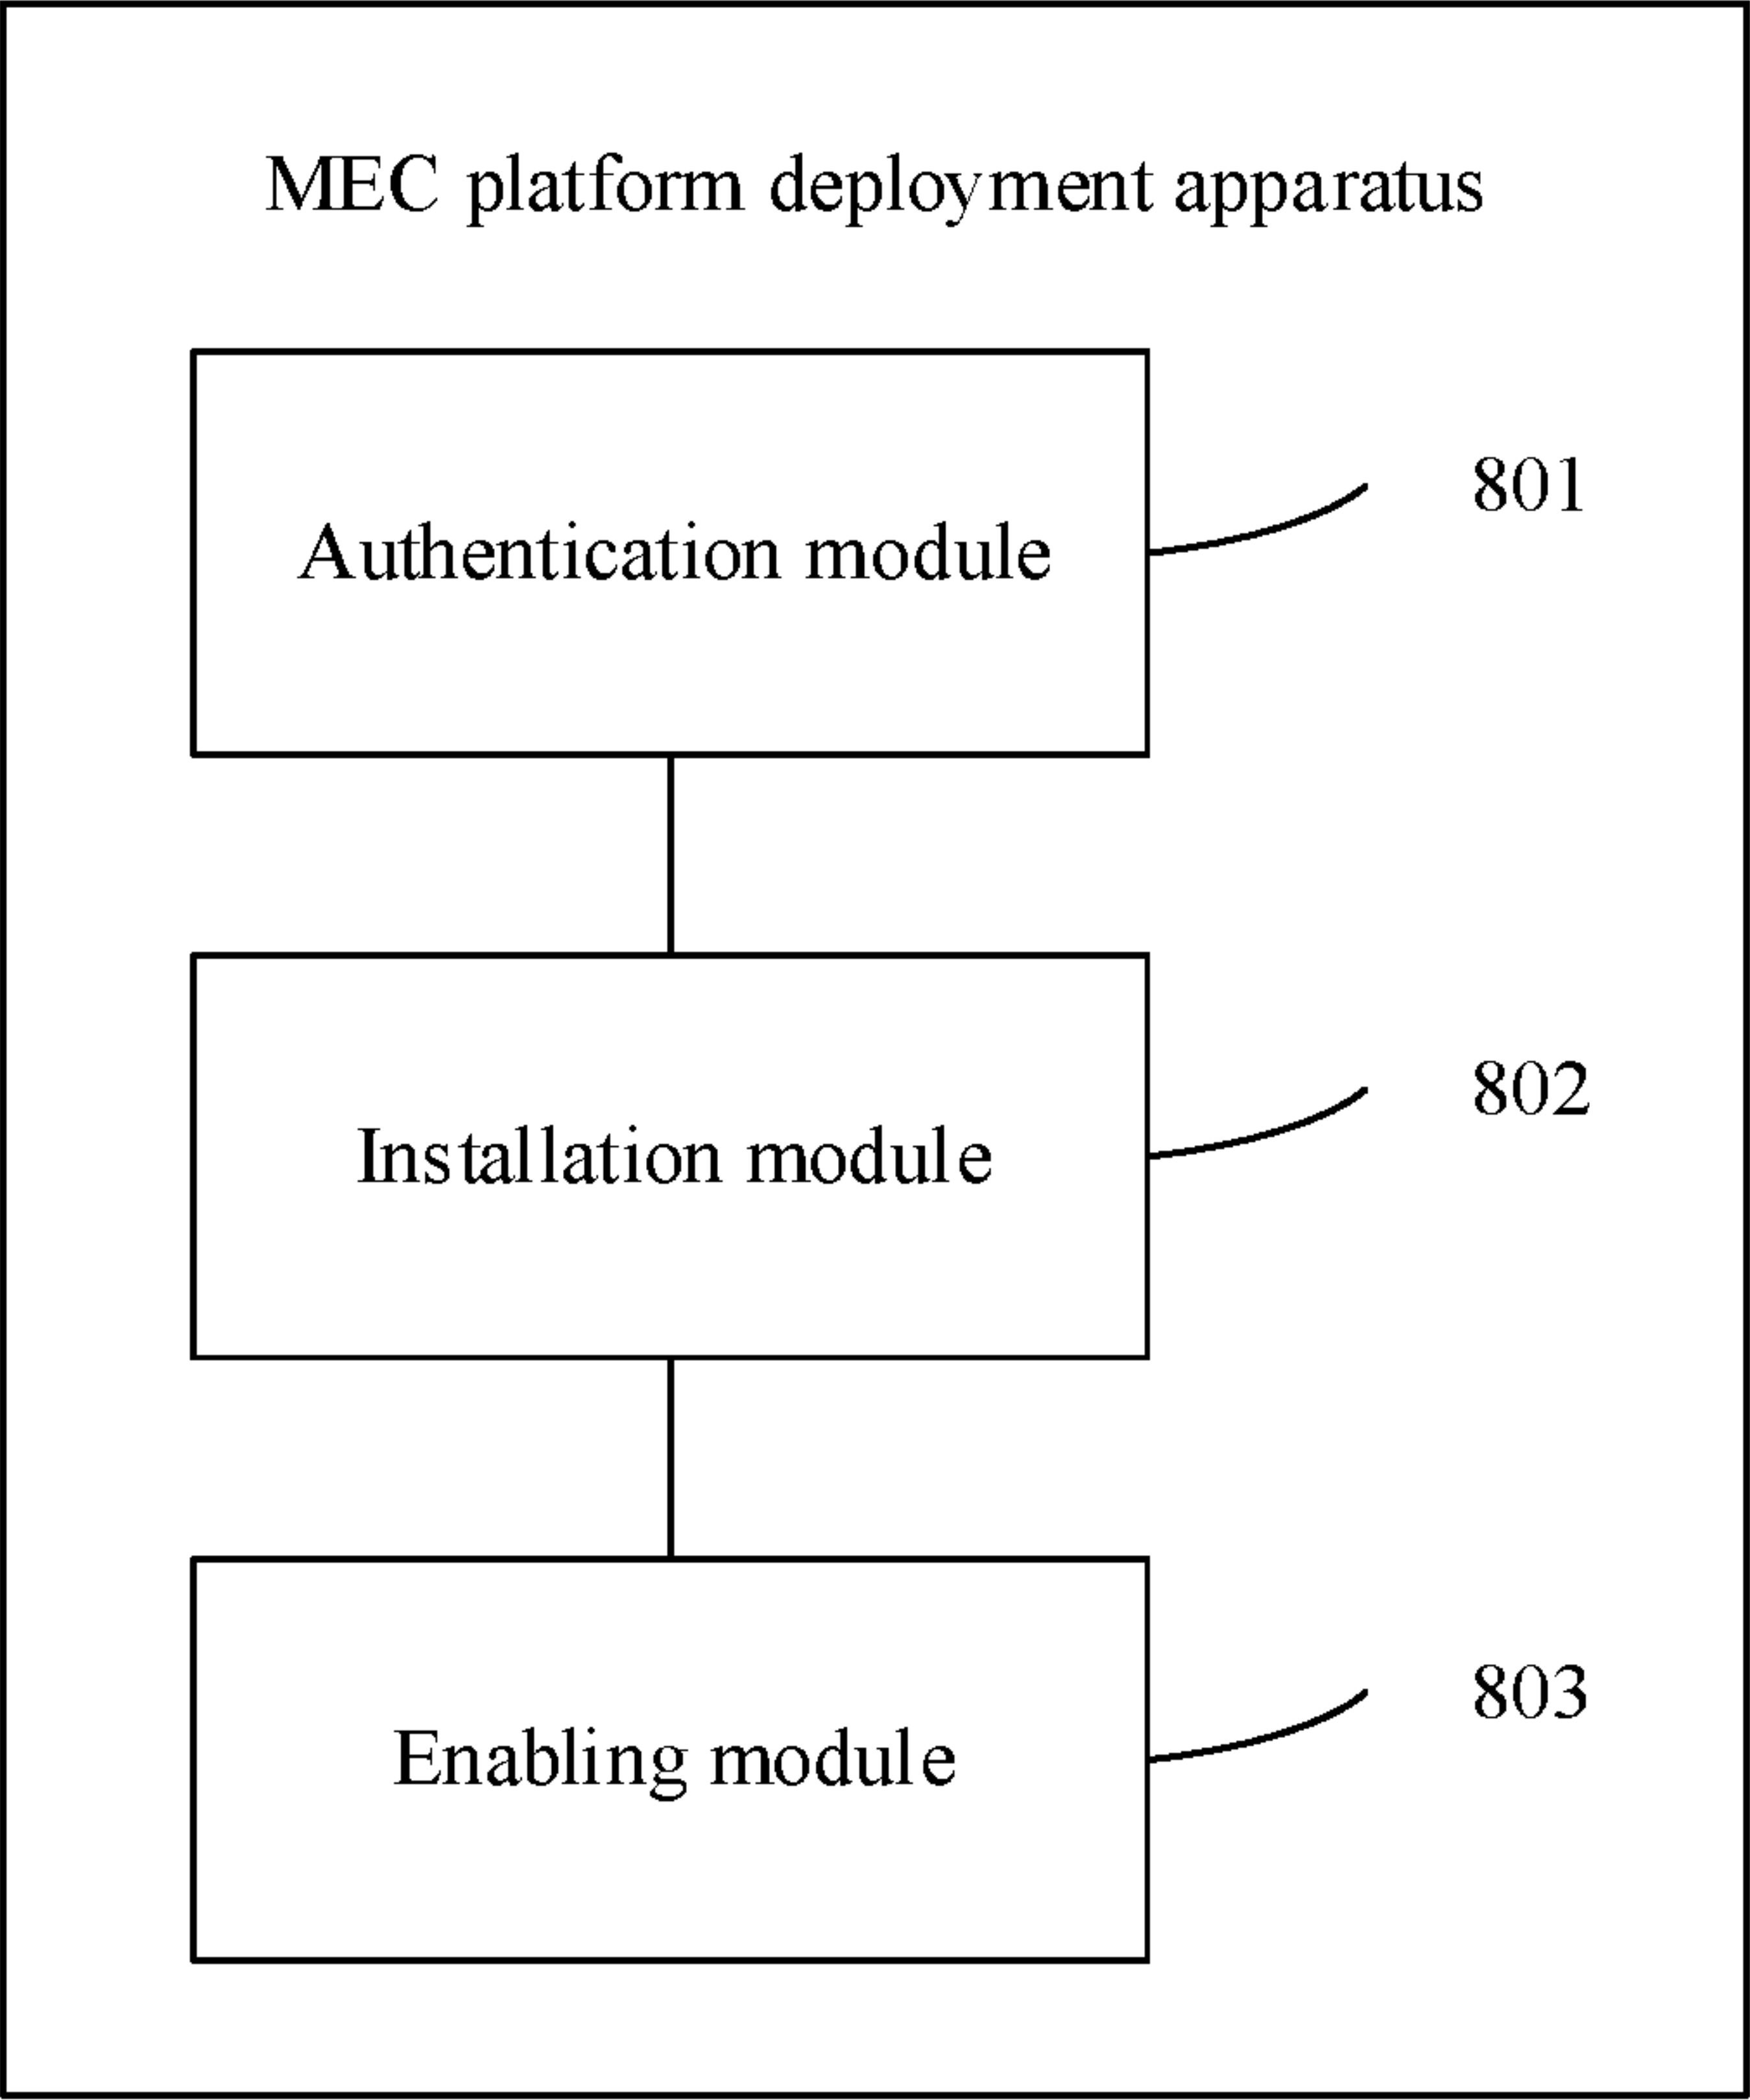 MEC platform deployment apparatus
Authentication module
801
Installation module
802
Enabling module
803